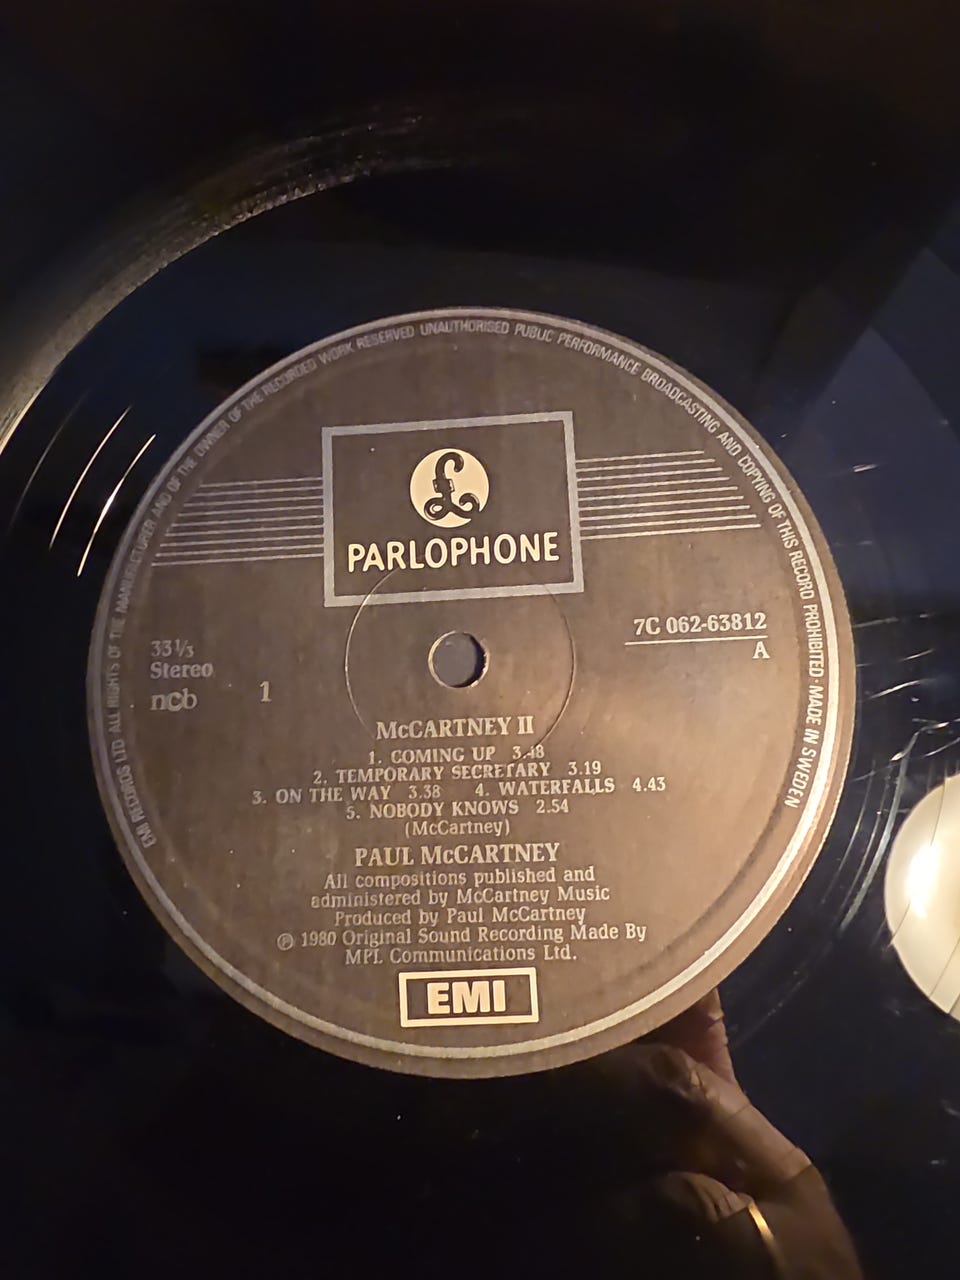 EMI RECORDS LTD ALL RIGHTS OF THE MANUFACTURER AND OF THE OWNER OF THE RECORDED WORK RESERVED UNAUTHORISED PUBLIC PERFORMANCE BROADCASTING AND COPYING OF THIS RECORD PROHIBITED · MADE IN SWEDEN
£
PARLOPHONE
7C 062-63812
A
33⅓
Stereo
ncb 1
McCARTNEY II
1. COMING UP 3.48
2. TEMPORARY SECRETARY 3.19
3. ON THE WAY 3.38 4. WATERFALLS 4.43
5. NOBODY KNOWS 2.54
(McCartney)
PAUL McCARTNEY
All compositions published and
administered by McCartney Music
Produced by Paul McCartney
℗ 1980 Original Sound Recording Made By
MPL Communications Ltd.
EMI